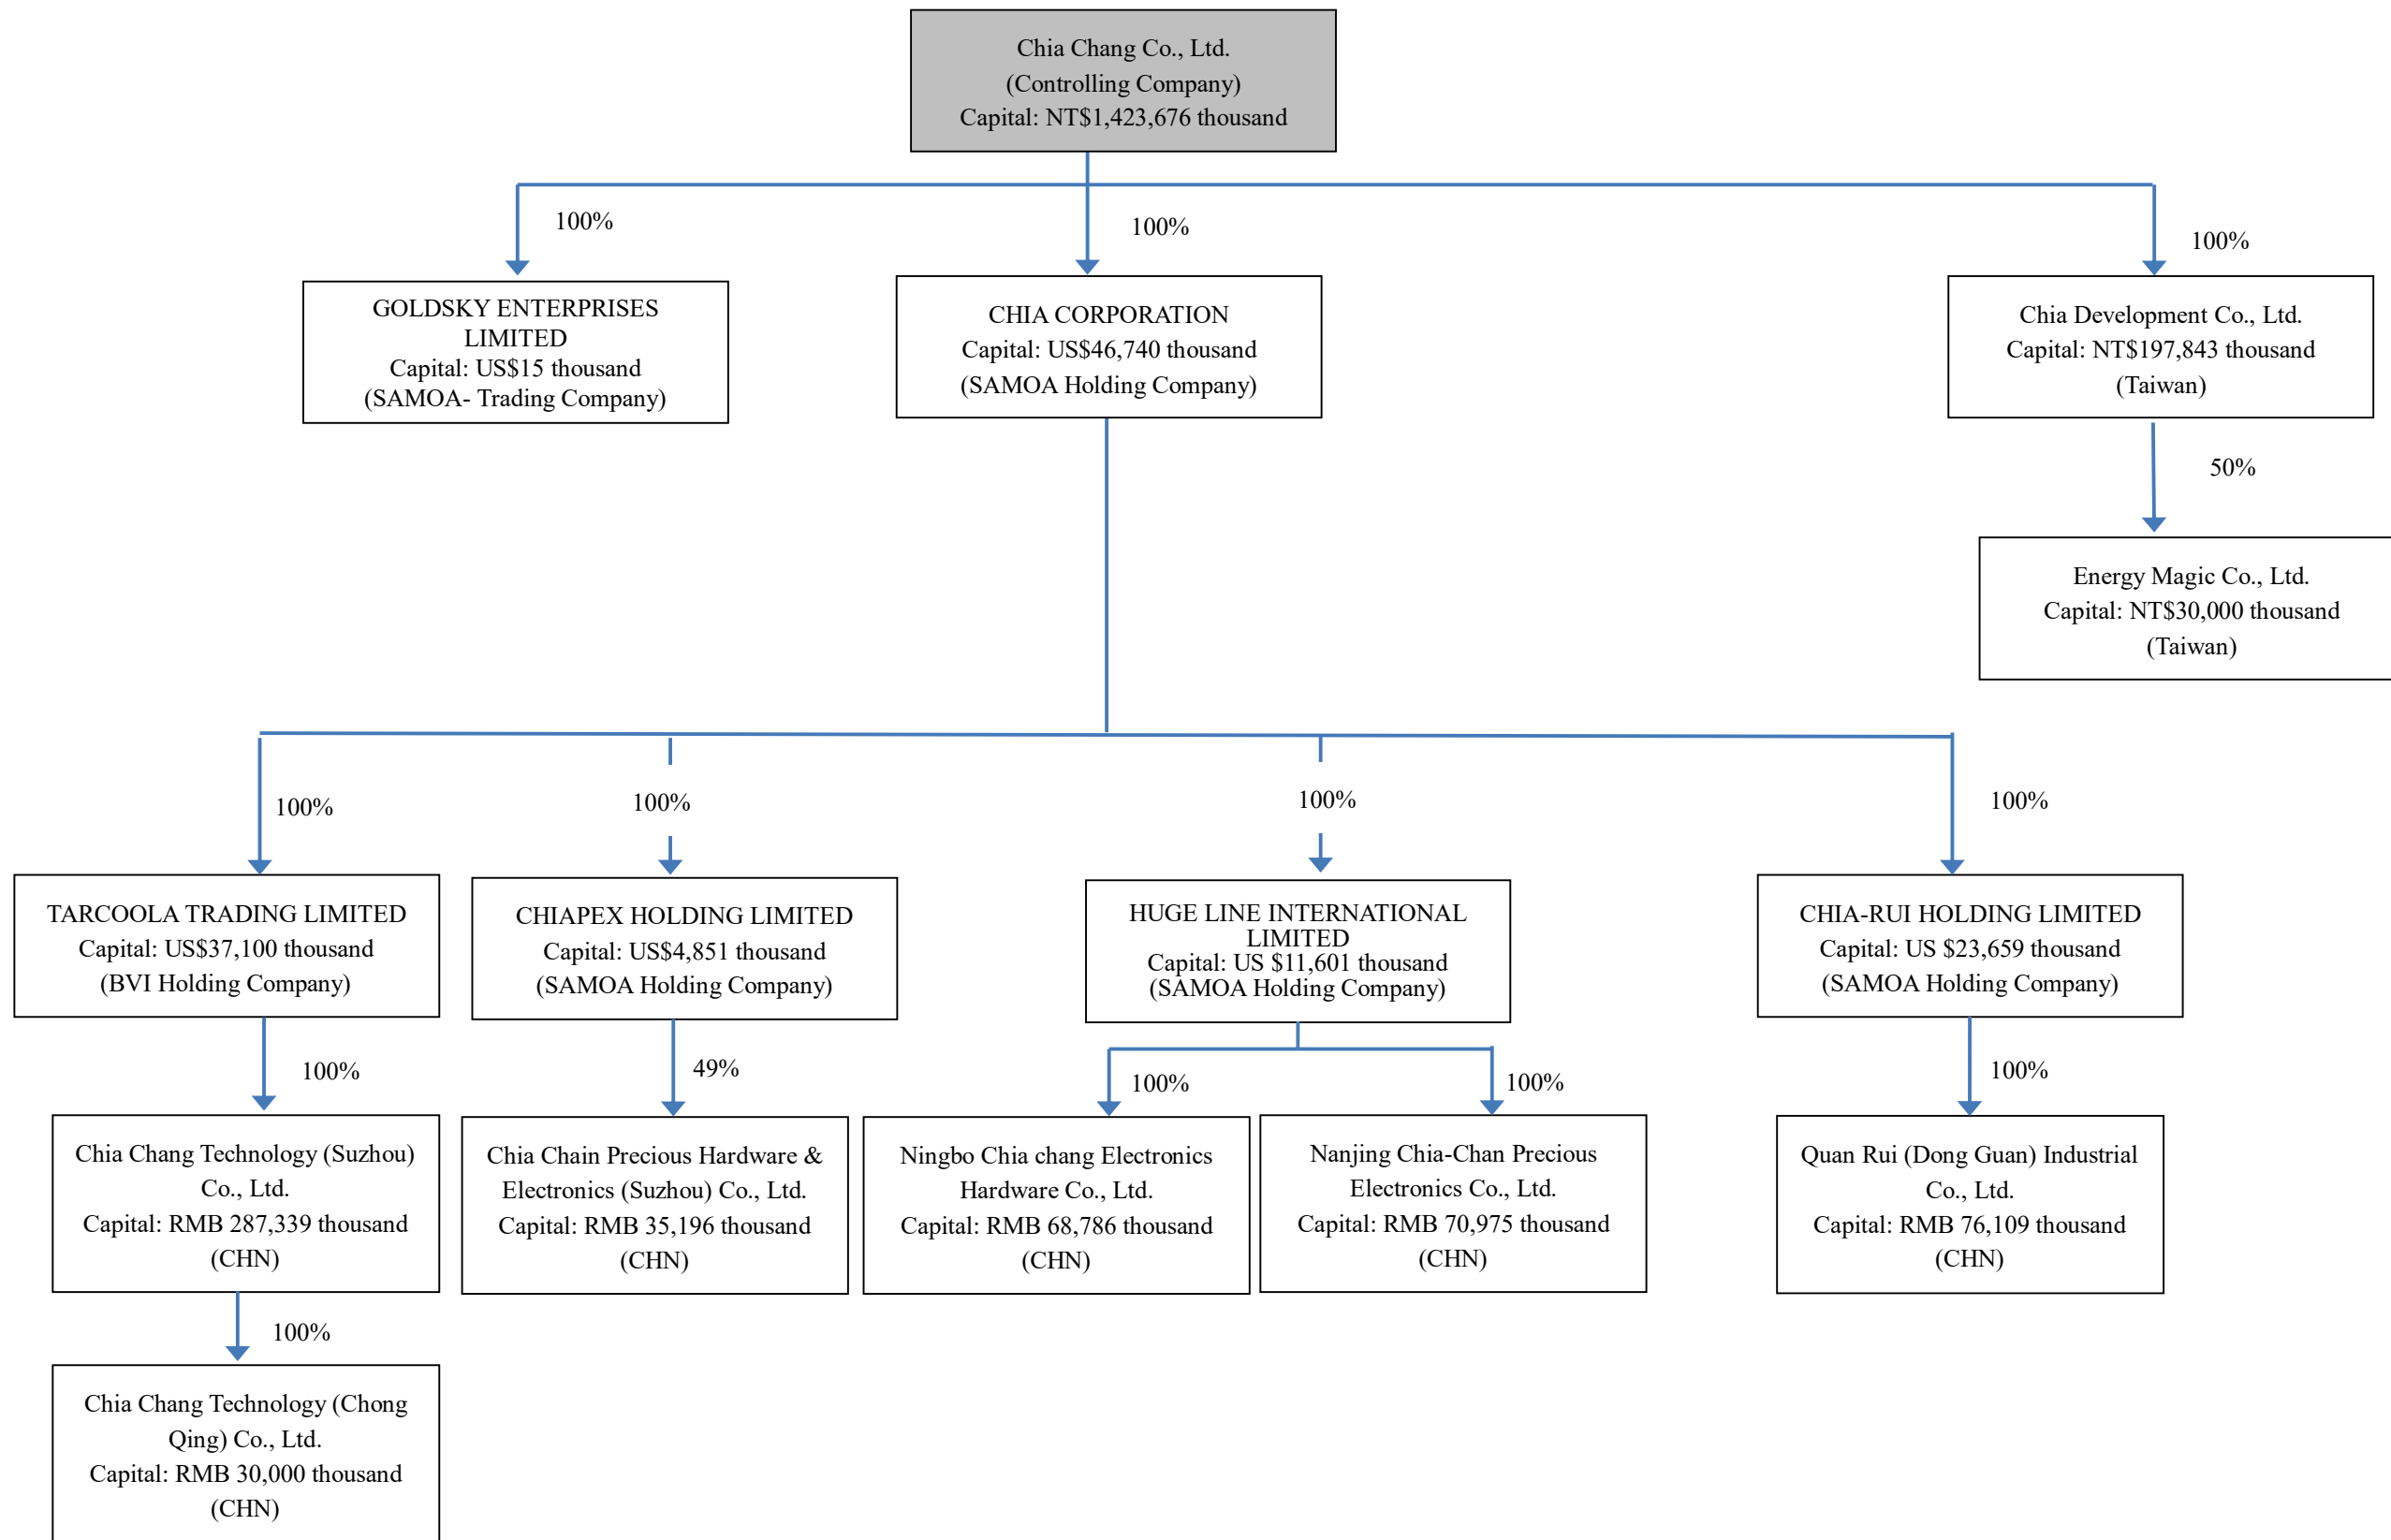 Chia Chang Co., Ltd.
(Controlling Company)
Capital: NT$1,423,676 thousand
100%
100%
100%
GOLDSKY ENTERPRISES
LIMITED
Capital: US$15 thousand
(SAMOA- Trading Company)
CHIA CORPORATION
Capital: US$46,740 thousand
(SAMOA Holding Company)
Chia Development Co., Ltd.
Capital: NT$197,843 thousand
(Taiwan)
50%
Energy Magic Co., Ltd.
Capital: NT$30,000 thousand
(Taiwan)
100%
100%
100%
100%
TARCOOLA TRADING LIMITED
Capital: US$37,100 thousand
(BVI Holding Company)
CHIAPEX HOLDING LIMITED
Capital: US$4,851 thousand
(SAMOA Holding Company)
HUGE LINE INTERNATIONAL
LIMITED
Capital: US $11,601 thousand
(SAMOA Holding Company)
CHIA-RUI HOLDING LIMITED
Capital: US $23,659 thousand
(SAMOA Holding Company)
100%
49%
100%
100%
100%
Chia Chang Technology (Suzhou)
Co., Ltd.
Capital: RMB 287,339 thousand
(CHN)
Chia Chain Precious Hardware &
Electronics (Suzhou) Co., Ltd.
Capital: RMB 35,196 thousand
(CHN)
Ningbo Chia chang Electronics
Hardware Co., Ltd.
Capital: RMB 68,786 thousand
(CHN)
Nanjing Chia-Chan Precious
Electronics Co., Ltd.
Capital: RMB 70,975 thousand
(CHN)
Quan Rui (Dong Guan) Industrial
Co., Ltd.
Capital: RMB 76,109 thousand
(CHN)
100%
Chia Chang Technology (Chong
Qing) Co., Ltd.
Capital: RMB 30,000 thousand
(CHN)